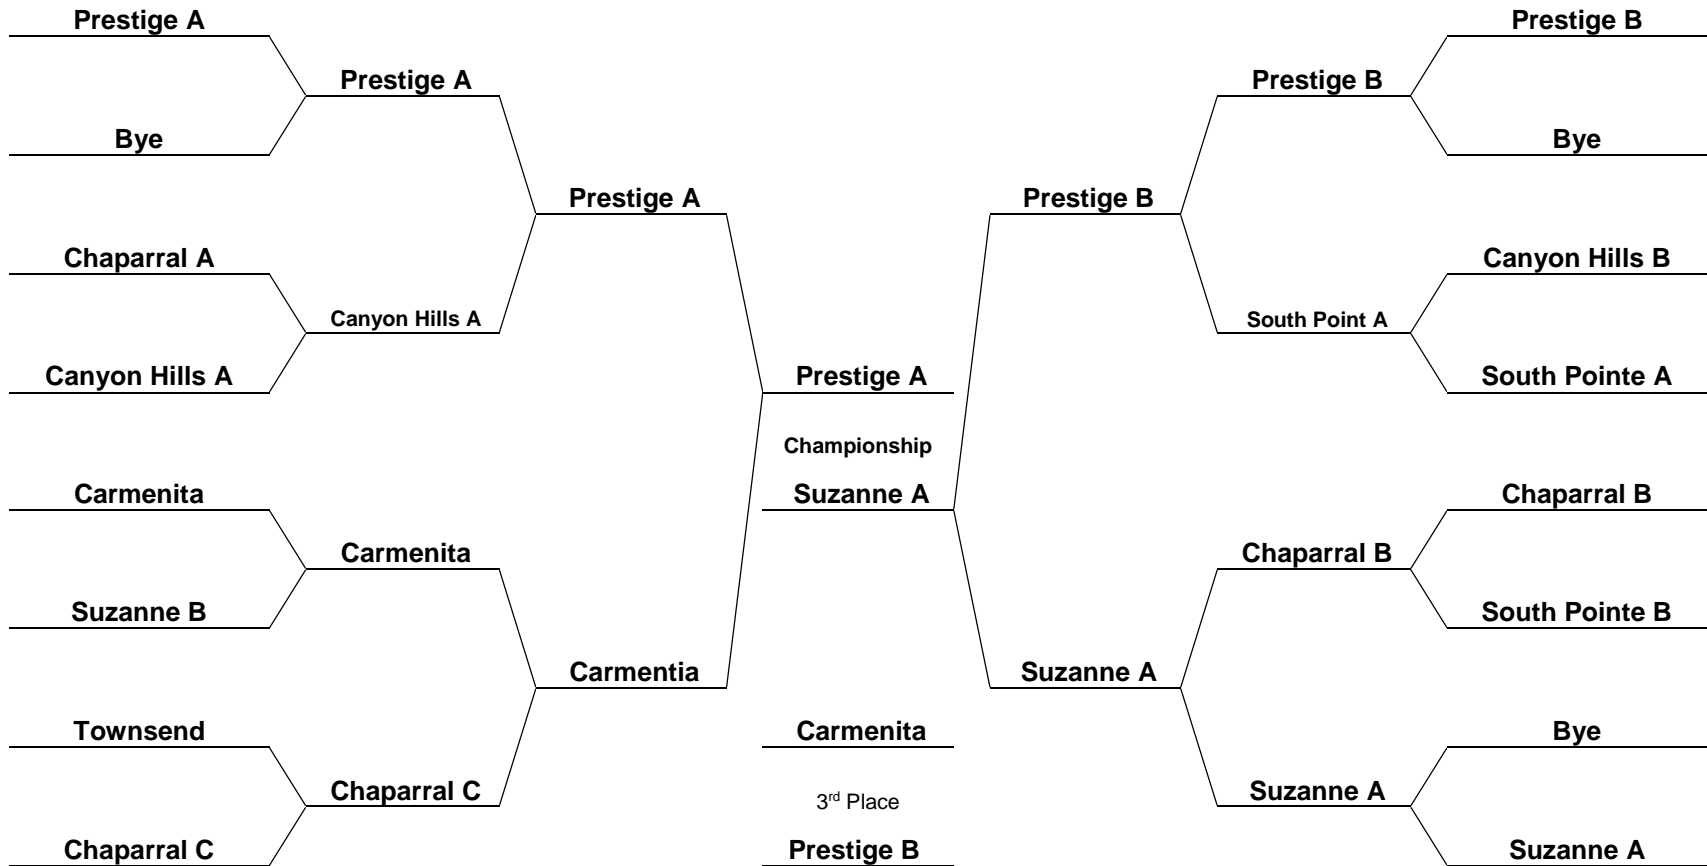 Prestige A
Prestige A
Bye
Prestige A
Chaparral A
Canyon Hills A
Canyon Hills A
Carmenita
Carmenita
Suzanne B
Carmentia
Townsend
Chaparral C
Chaparral C
Prestige A
Championship
Suzanne A
Carmenita
3rd Place
Prestige B
Prestige B
Prestige B
Bye
Prestige B
Canyon Hills B
South Point A
South Pointe A
Chaparral B
Chaparral B
South Pointe B
Suzanne A
Bye
Suzanne A
Suzanne A